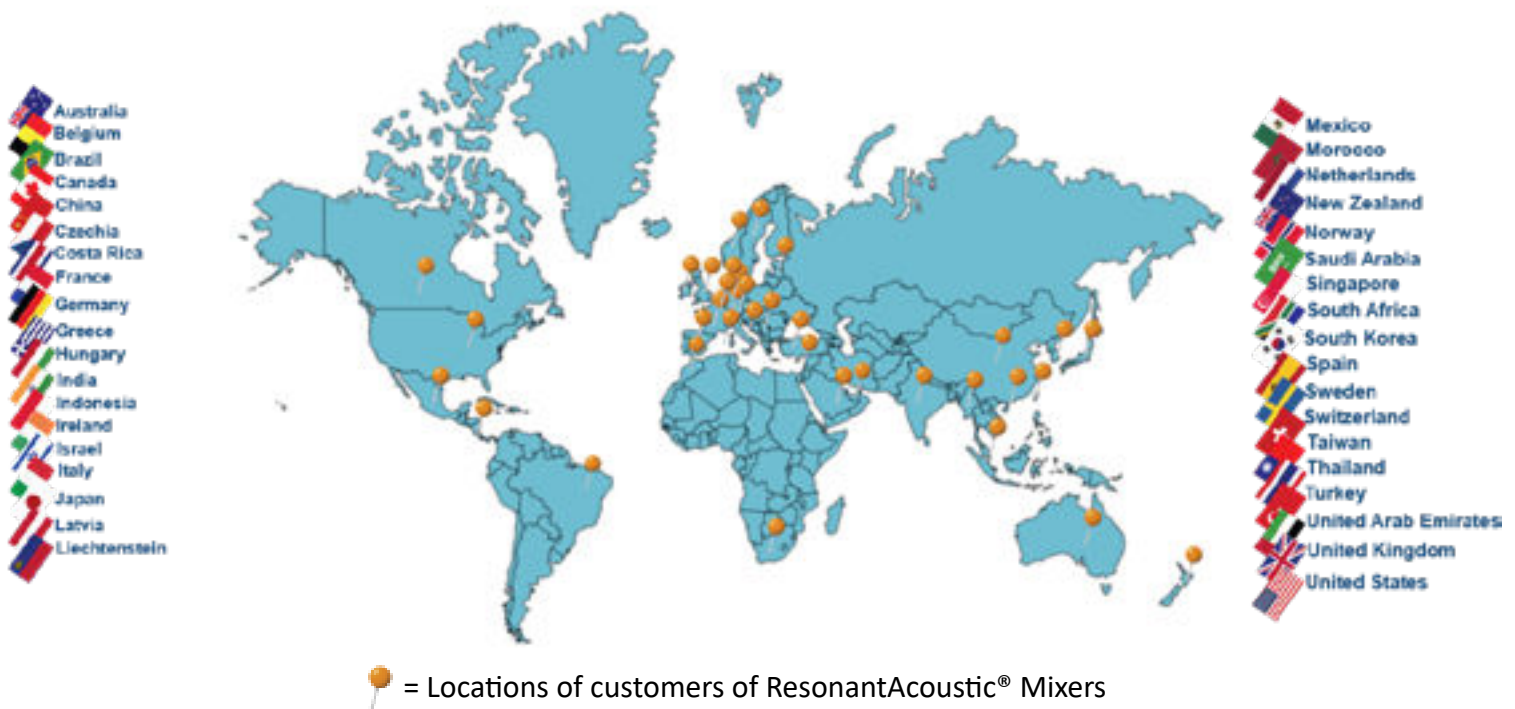 Australia
Belgium
Brazil
Canada
China
Czechia
Costa Rica
France
Germany
Greece
Hungary
India
Indonesia
Ireland
Israel
Italy
Japan
Latvia
Liechtenstein
Mexico
Morocco
Netherlands
New Zealand
Norway
Saudi Arabia
Singapore
South Africa
South Korea
Spain
Sweden
Switzerland
Taiwan
Thailand
Turkey
United Arab Emirates
United Kingdom
United States
= Locations of customers of ResonantAcoustic® Mixers